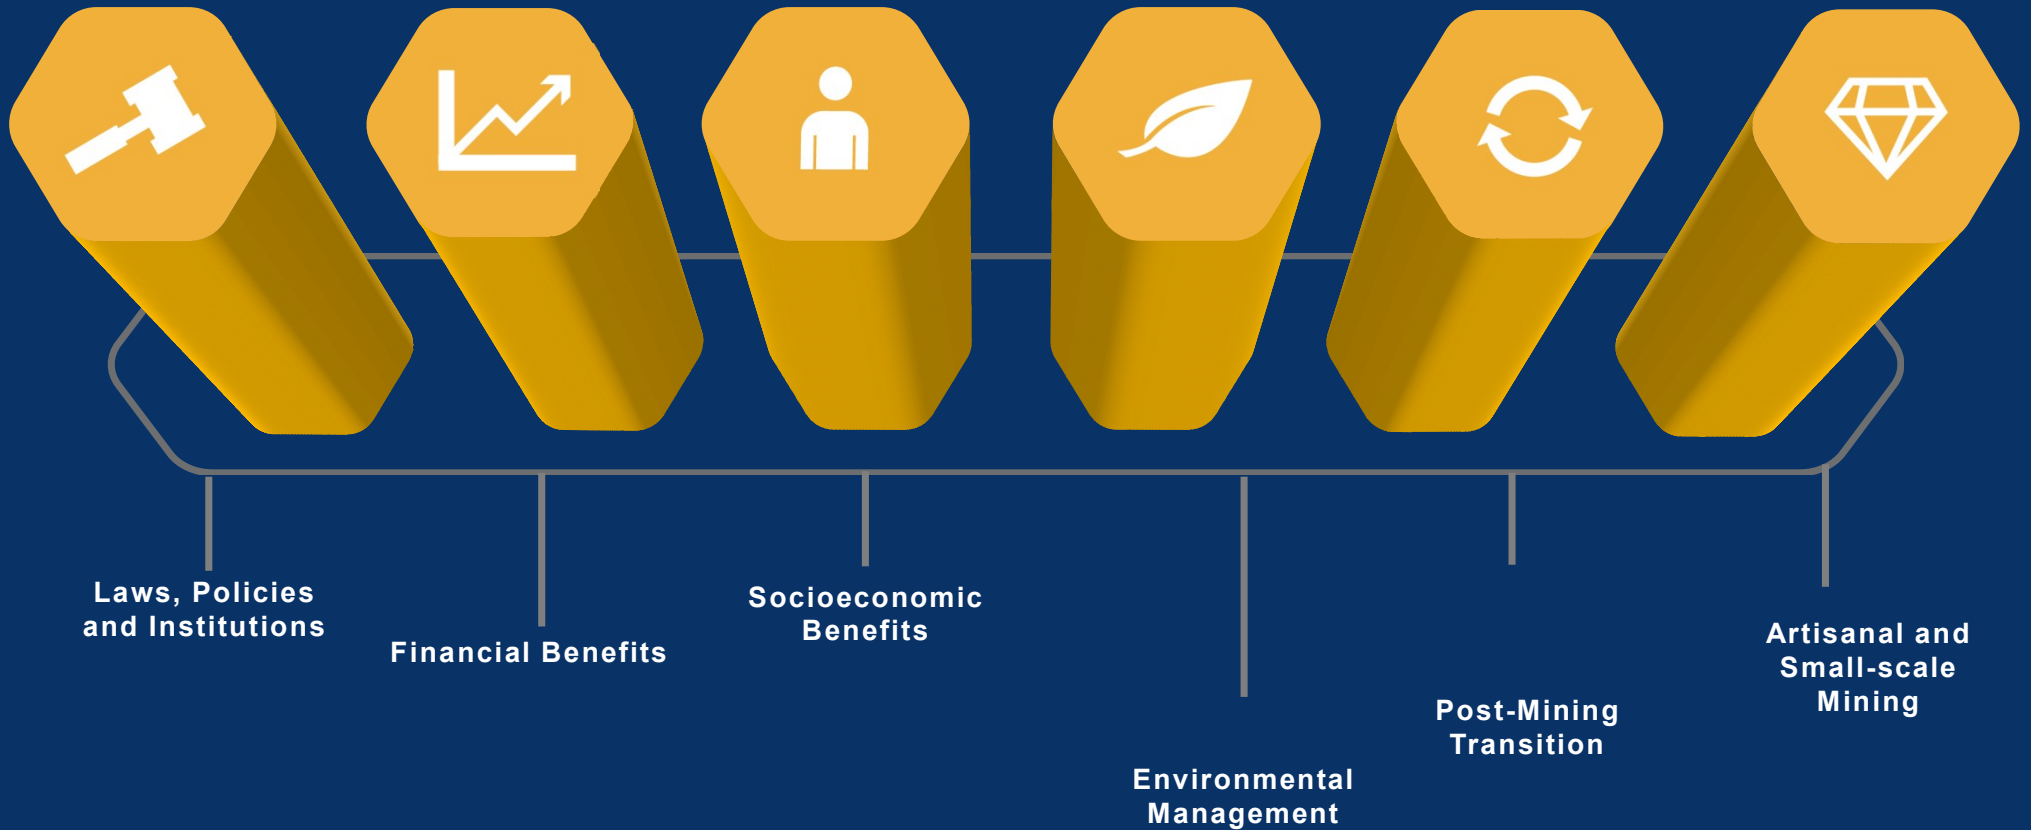 Laws, Policies
and Institutions
Financial Benefits
Socioeconomic
Benefits
Environmental
Management
Post-Mining
Transition
Artisanal and
Small-scale
Mining